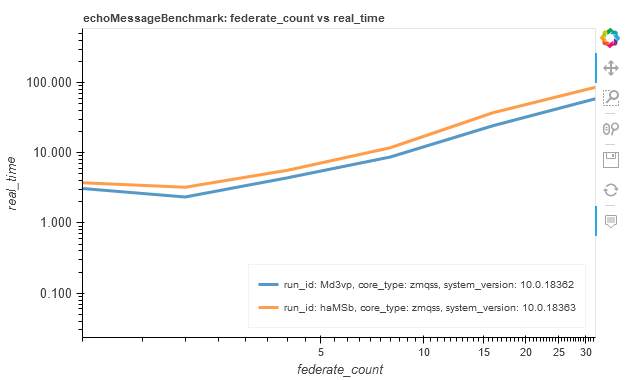 echoMessageBenchmark: federate_count vs real_time
100.000
10.000
1.000
0.100
real_time
run_id: Md3vp, core_type: zmqss, system_version: 10.0.18362
run_id: haMSb, core_type: zmqss, system_version: 10.0.18363
5 10 15 20 25 30
federate_count